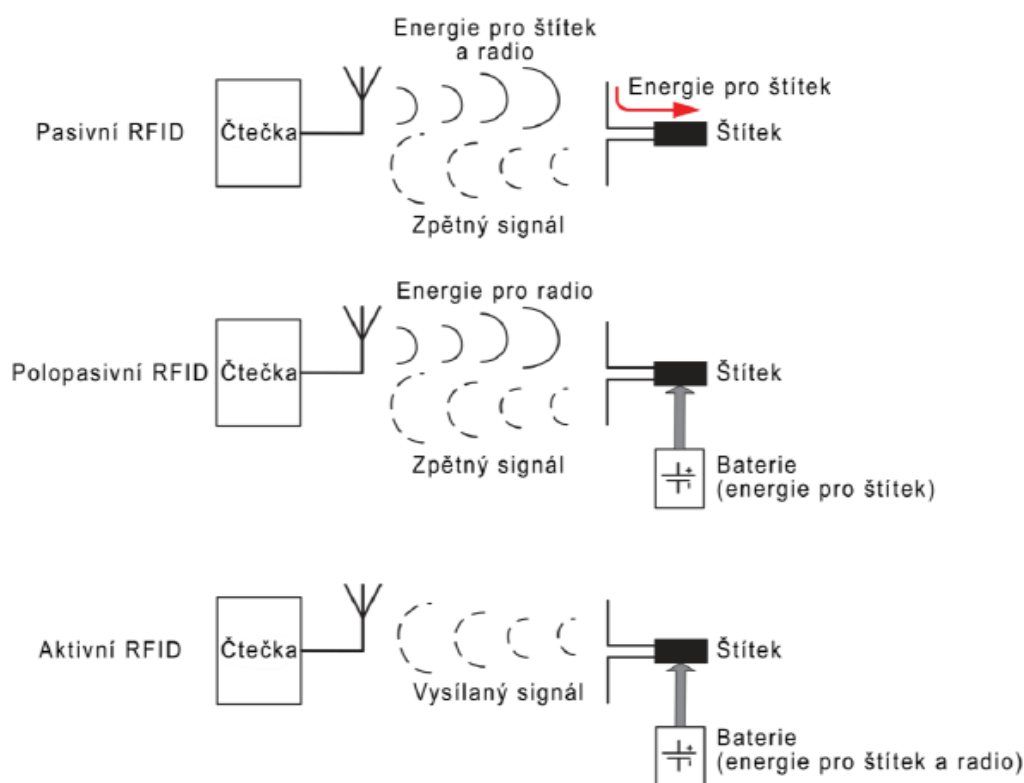 Energie pro štítek
a radio
Energie pro štítek
Pasivní RFID
Čtečka
Štítek
Zpětný signál
Energie pro radio
Polopasivní RFID
Čtečka
Štítek
Zpětný signál
Baterie
(energie pro štítek)
Aktivní RFID
Čtečka
Štítek
Vysílaný signál
Baterie
(energie pro štítek a radio)